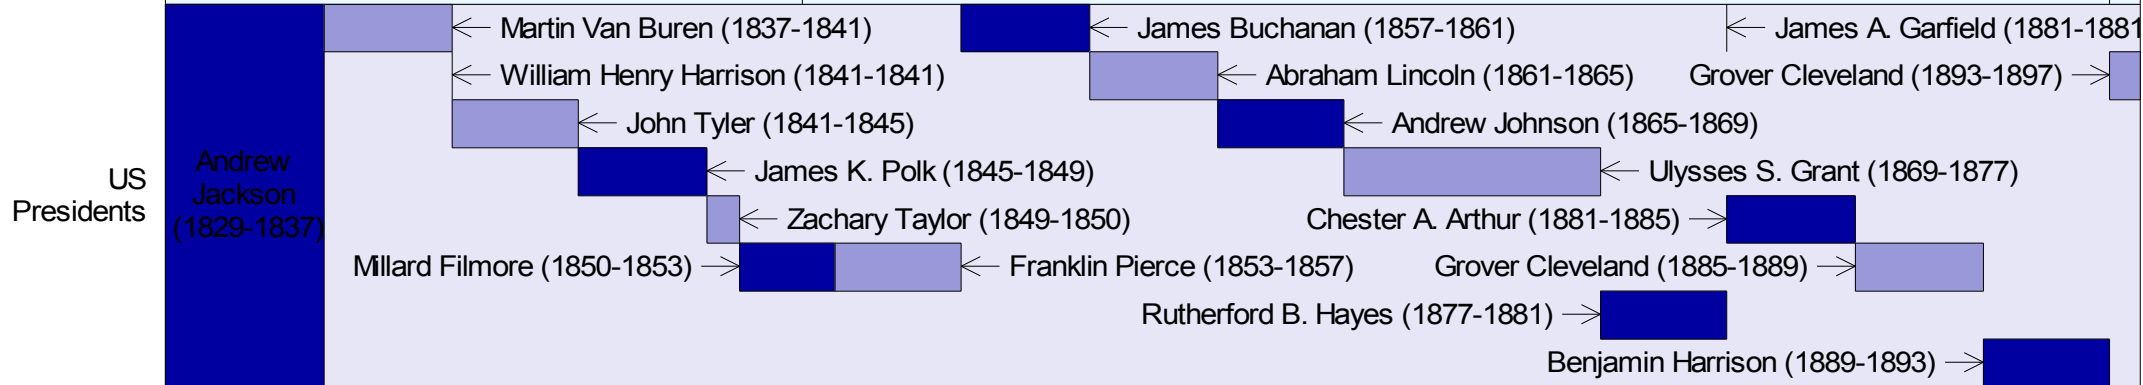 Martin Van Buren (1837-1841)
James Buchanan (1857-1861)
James A. Garfield (1881-1881
William Henry Harrison (1841-1841)
Abraham Lincoln (1861-1865)
Grover Cleveland (1893-1897)
John Tyler (1841-1845)
Andrew Johnson (1865-1869)
US
Presidents
Andrew
Jackson
(1829-1837)
James K. Polk (1845-1849)
Ulysses S. Grant (1869-1877)
Zachary Taylor (1849-1850)
Chester A. Arthur (1881-1885)
Millard Filmore (1850-1853)
Franklin Pierce (1853-1857)
Grover Cleveland (1885-1889)
Rutherford B. Hayes (1877-1881)
Benjamin Harrison (1889-1893)